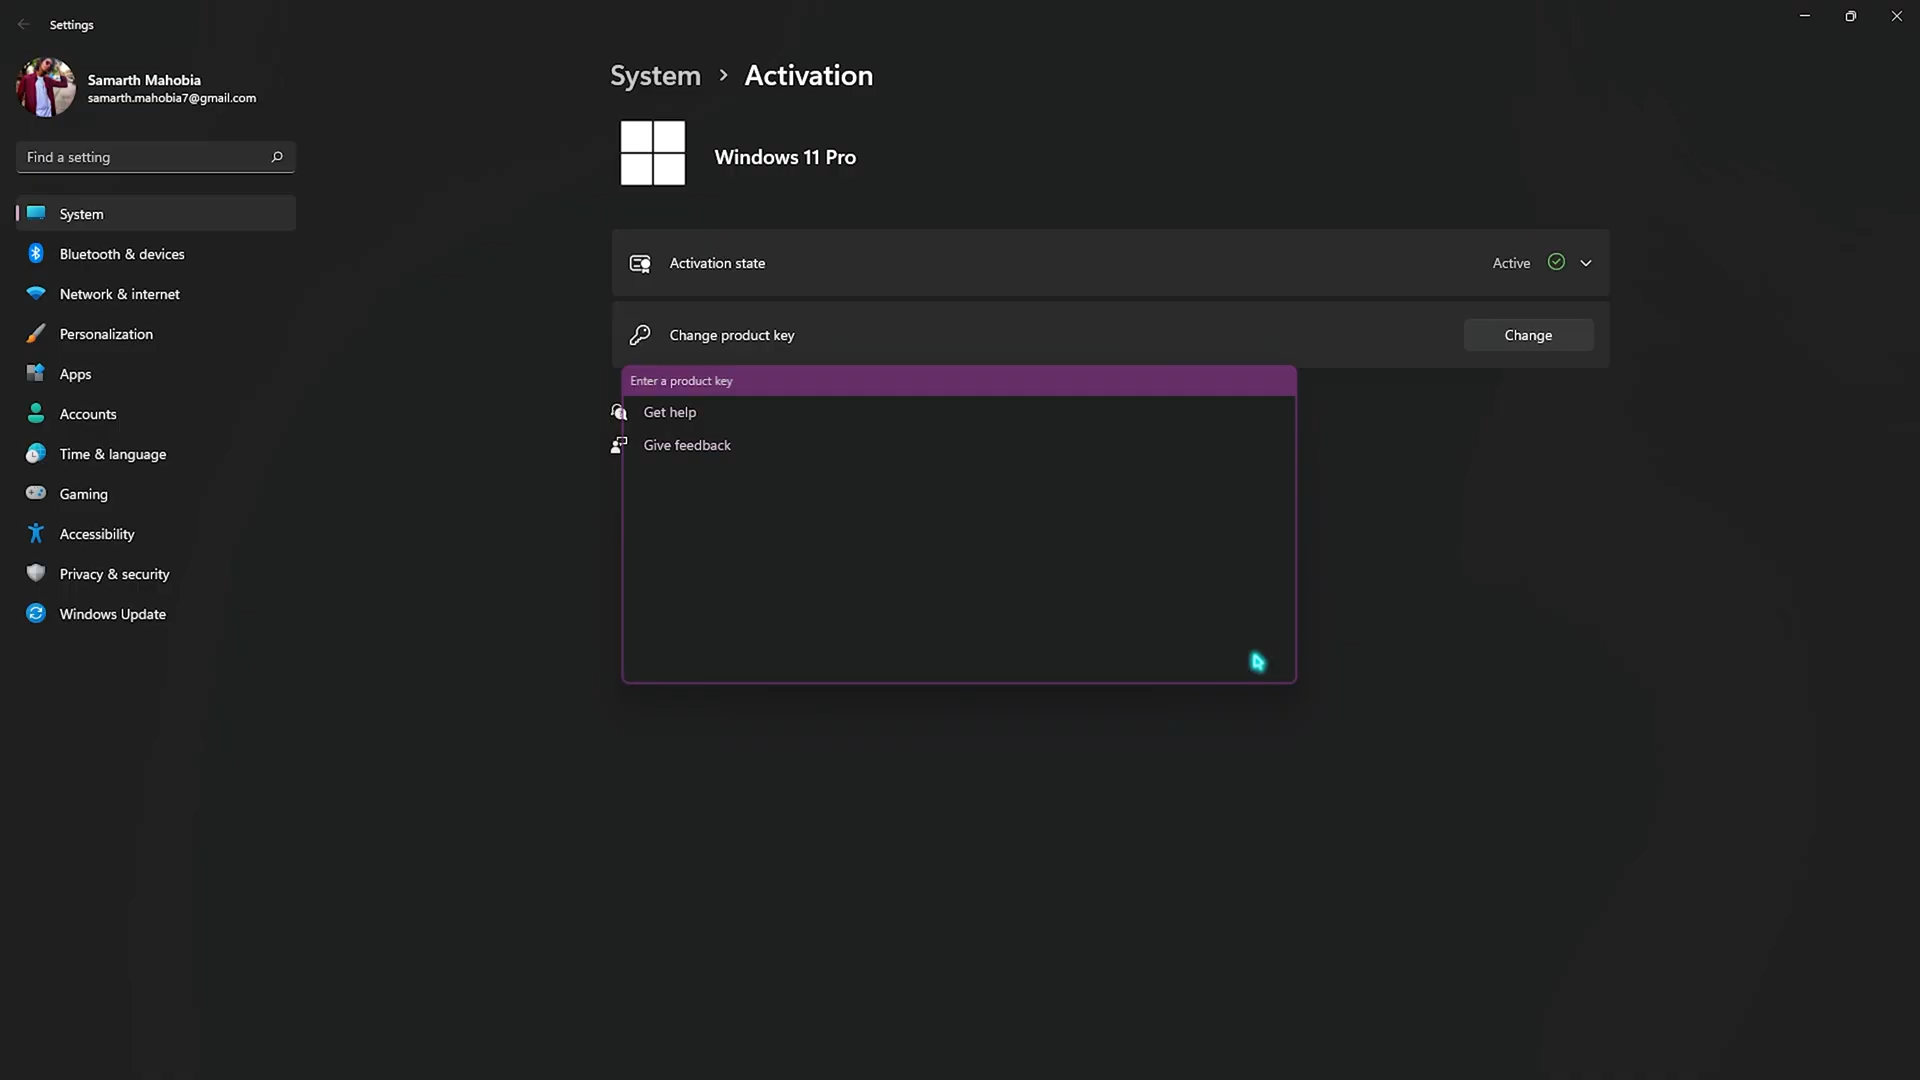 Settings
Samarth Mahobia
samarth.mahobia7@gmail.com
Find a setting
System
Bluetooth & devices
Network & internet
Personalization
Apps
Accounts
Time & language
Gaming
Accessibility
Privacy & security
Windows Update
System > Activation
Windows 11 Pro
Activation state Active
Change product key Change
Enter a product key
Get help
Give feedback